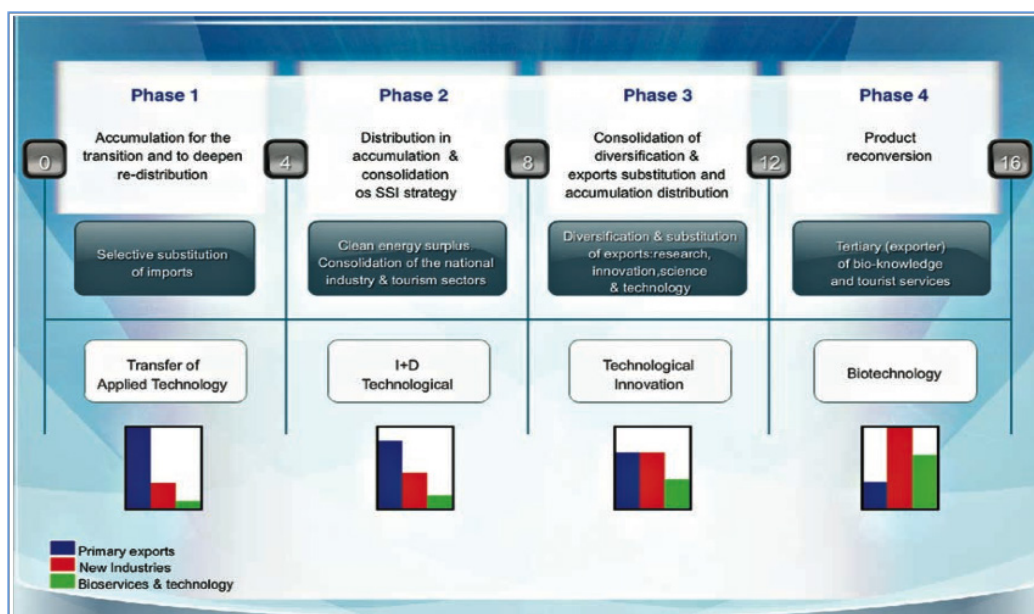 Phase 1
Accumulation for the
transition and to deepen
re-distribution
Phase 2
Distribution in
accumulation &
consolidation
os SSI strategy
Phase 3
Consolidation of
diversification &
exports substitution and
accumulation distribution
Phase 4
Product
reconversion
0
4
8
12
16
Selective substitution
of imports
Clean energy surplus
Consolidation of the national
industry & tourism sectors
Diversification & substitution
of exports:research,
innovation,science
& technology
Tertiary (exporter)
of bio-knowledge
and tourist services
Transfer of
Applied Technology
I+D
Technological
Technological
Innovation
Biotechnology
Primary exports
New Industries
Bioservices & technology